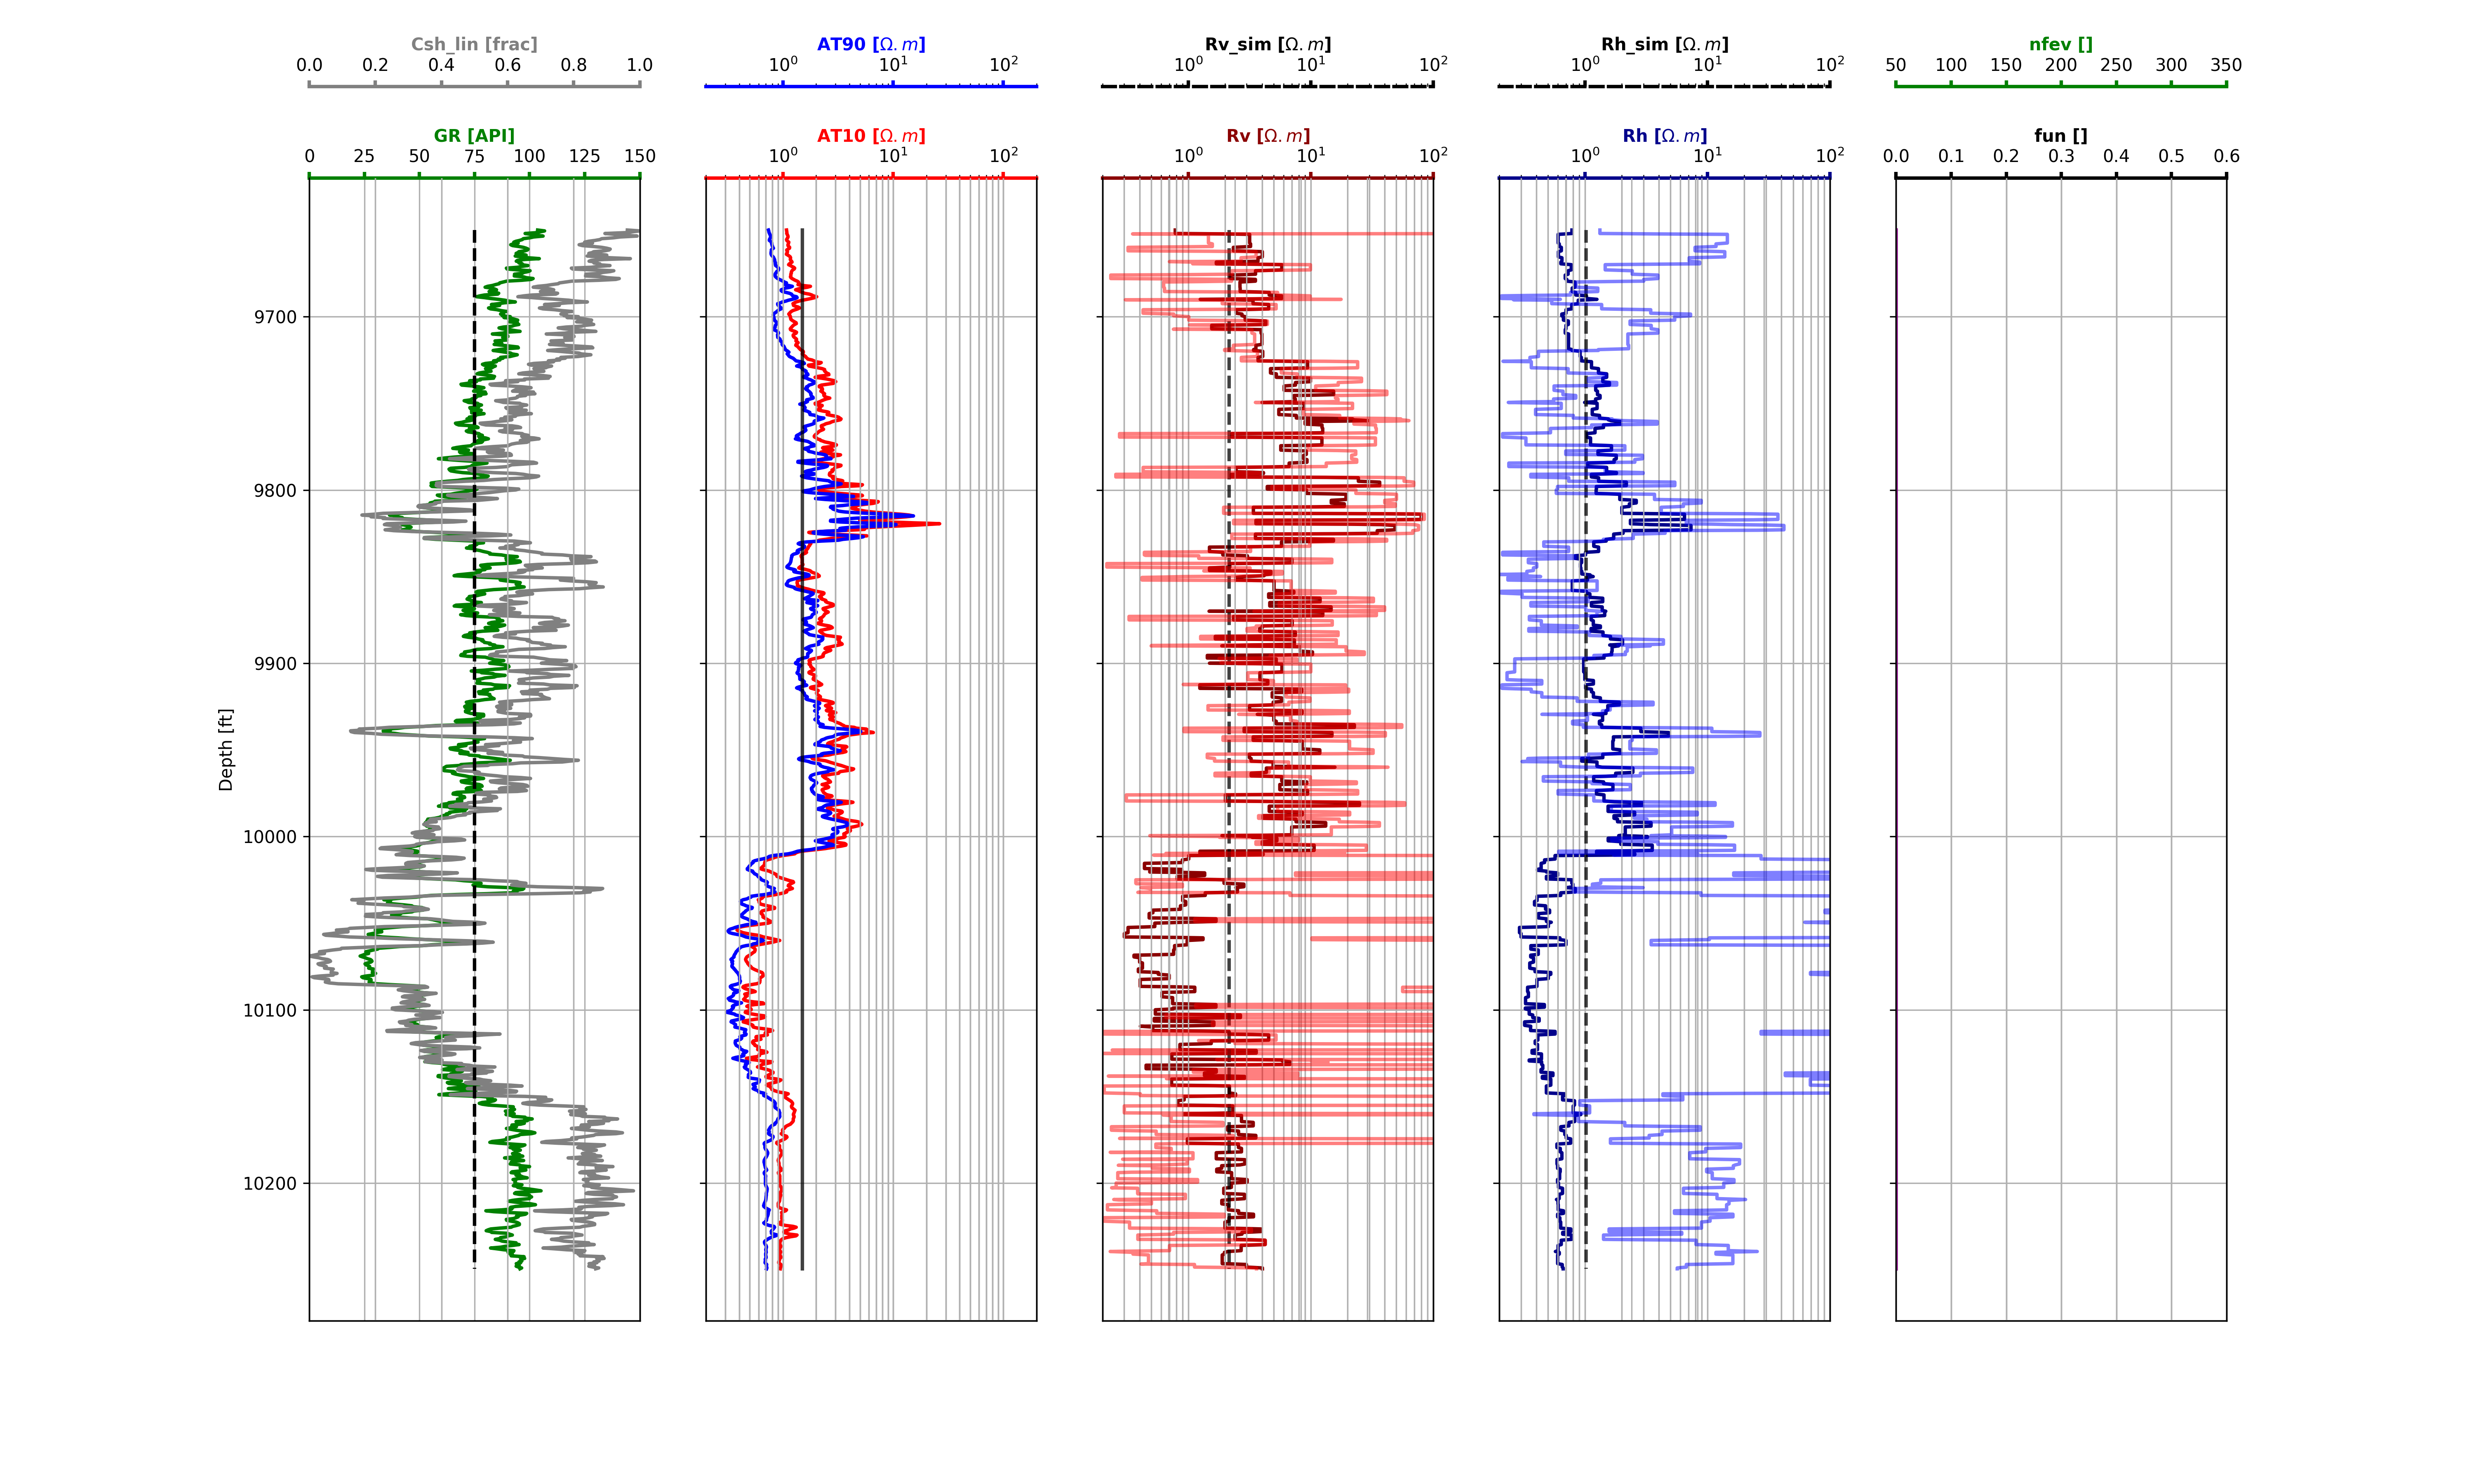 Csh_lin [frac] AT90 [Ω.m] Rv_sim [Ω.m] Rh_sim [Ω.m] nfev []
0.0 0.2 0.4 0.6 0.8 1.0 10⁰ 10¹ 10² 10⁰ 10¹ 10² 10⁰ 10¹ 10² 50 100 150 200 250 300 350
GR [API] AT10 [Ω.m] Rv [Ω.m] Rh [Ω.m] fun []
0 25 50 75 100 125 150 10⁰ 10¹ 10² 10⁰ 10¹ 10² 10⁰ 10¹ 10² 0.0 0.1 0.2 0.3 0.4 0.5 0.6
9700
9800
9900
Depth [ft]
10000
10100
10200